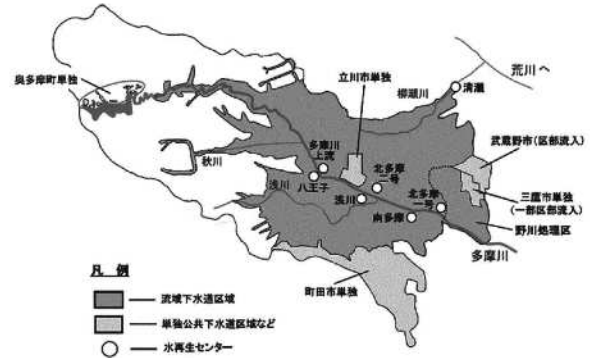 奥多摩町単独
立川市単独
荒川へ
柳瀬川
清瀬
武蔵野市(区部流入)
多摩川
上流
秋川
北多摩
二号
三鷹市単独
(一部区部流入)
八王子
浅川
浅川
北多摩
一号
南多摩
野川処理区
多摩川
町田市単独
凡 例
流域下水道区域
単独公共下水道区域など
水再生センター